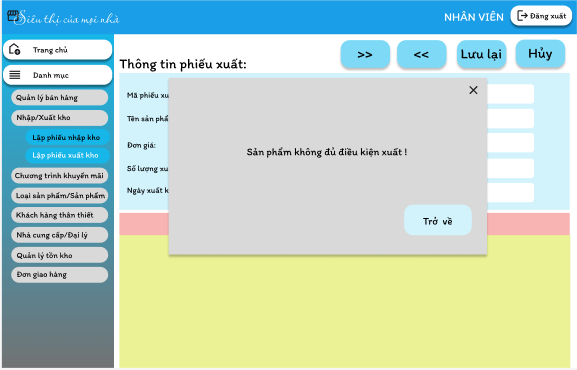 Siêu thị của mọi nhà
NHÂN VIÊN
Đăng xuất
Trang chủ
Danh mục
Quản lý bán hàng
Nhập/Xuất kho
Lập phiếu nhập kho
Lập phiếu xuất kho
Chương trình khuyến mãi
Loại sản phẩm/Sản phẩm
Khách hàng thân thiết
Nhà cung cấp/Đại lý
Quản lý tồn kho
Đơn giao hàng
>>
<<
Lưu lại
Hủy
Thông tin phiếu xuất:
Mã phiếu xu
Tên sản phẩ
Đơn giá:
Số lượng xu
Ngày xuất k
Sản phẩm không đủ điều kiện xuất !
Trở về